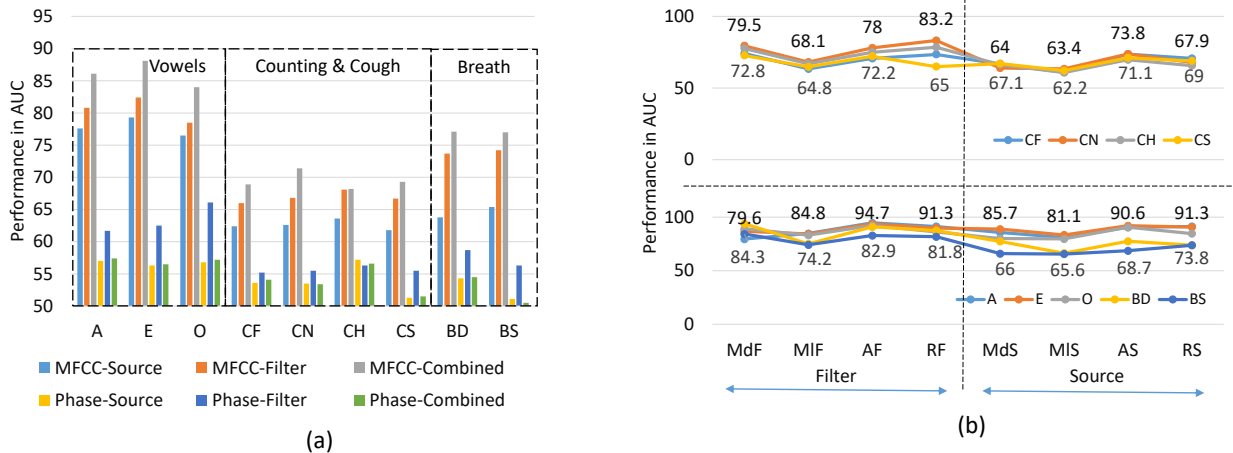 95
90
85
80
75
70
65
60
55
50
Performance in AUC
Vowels
Counting & Cough
Breath
A E O CF CN CH CS BD BS
MFCC-Source MFCC-Filter MFCC-Combined
Phase-Source Phase-Filter Phase-Combined
(a)
100
50
0
Performance in AUC
79.5 68.1 78 83.2 64 63.4 73.8 67.9
72.8 64.8 72.2 65 67.1 62.2 71.1 69
CF CN CH CS
100
50
0
79.6 84.8 94.7 91.3 85.7 81.1 90.6 91.3
84.3 74.2 82.9 81.8 66 65.6 68.7 73.8
A E O BD BS
MdF MlF AF RF MdS MlS AS RS
Filter Source
(b)